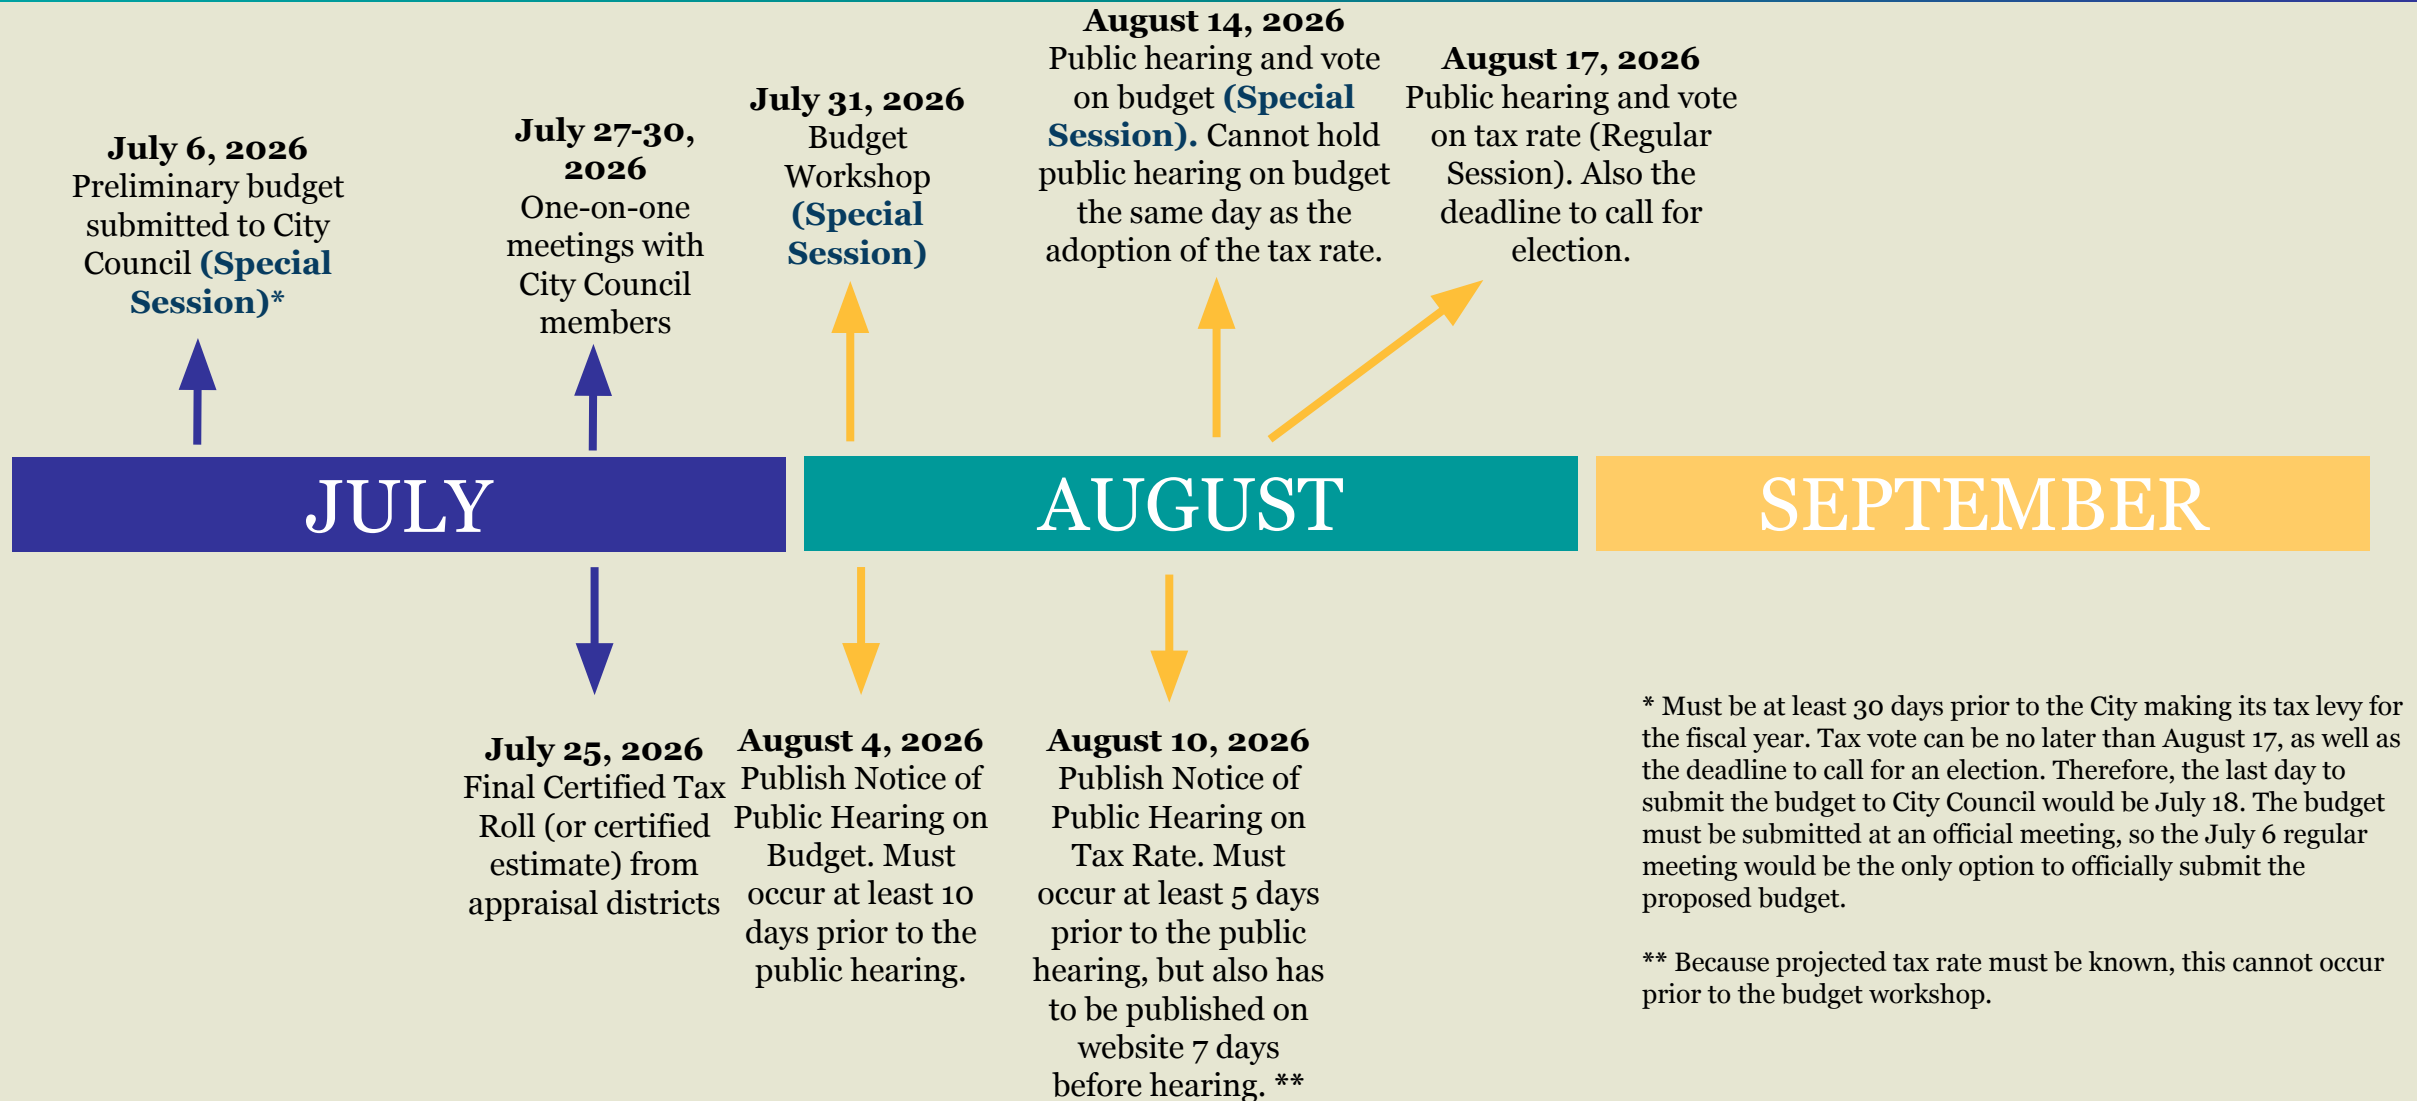 July 6, 2026
Preliminary budget
submitted to City
Council (Special
Session)*
July 27-30,
2026
One-on-one
meetings with
City Council
members
July 31, 2026
Budget
Workshop
(Special
Session)
August 14, 2026
Public hearing and vote
on budget (Special
Session). Cannot hold
public hearing on budget
the same day as the
adoption of the tax rate.
August 17, 2026
Public hearing and vote
on tax rate (Regular
Session). Also the
deadline to call for
election.
JULY
AUGUST
SEPTEMBER
July 25, 2026
Final Certified Tax
Roll (or certified
estimate) from
appraisal districts
August 4, 2026
Publish Notice of
Public Hearing on
Budget. Must
occur at least 10
days prior to the
public hearing.
August 10, 2026
Publish Notice of
Public Hearing on
Tax Rate. Must
occur at least 5 days
prior to the public
hearing, but also has
to be published on
website 7 days
before hearing. **
* Must be at least 30 days prior to the City making its tax levy for
the fiscal year. Tax vote can be no later than August 17, as well as
the deadline to call for an election. Therefore, the last day to
submit the budget to City Council would be July 18. The budget
must be submitted at an official meeting, so the July 6 regular
meeting would be the only option to officially submit the
proposed budget.
** Because projected tax rate must be known, this cannot occur
prior to the budget workshop.